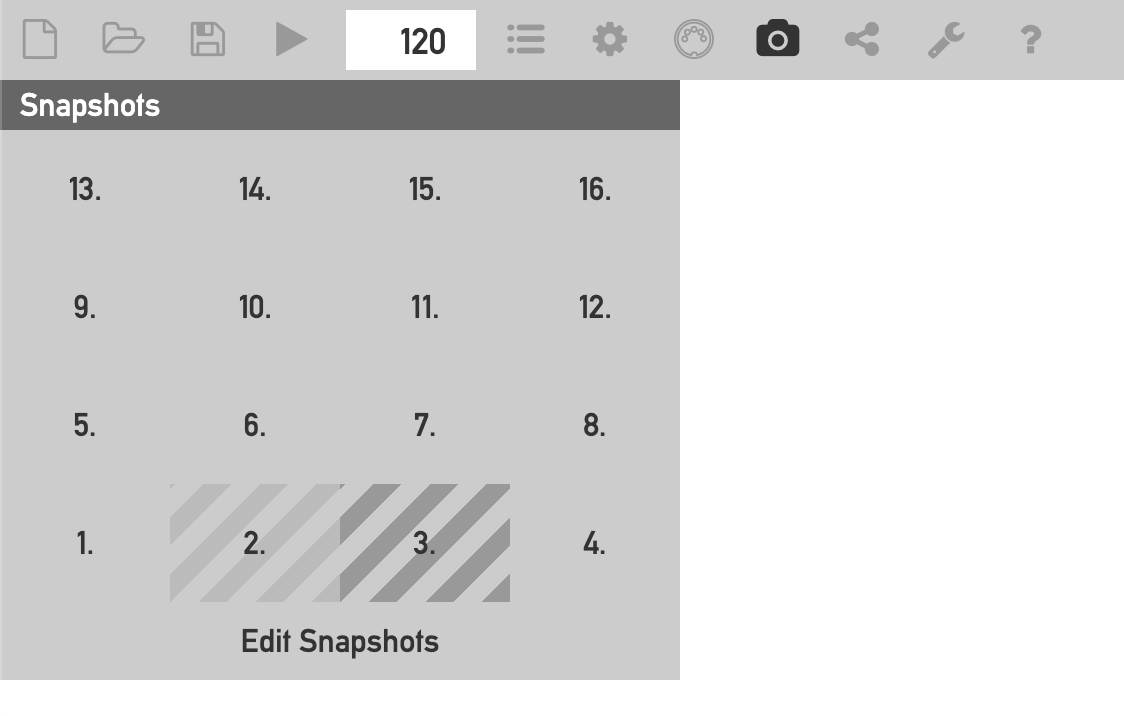 120
?
Snapshots
13. 14. 15. 16.
9. 10. 11. 12.
5. 6. 7. 8.
1. 2. 3. 4.
Edit Snapshots